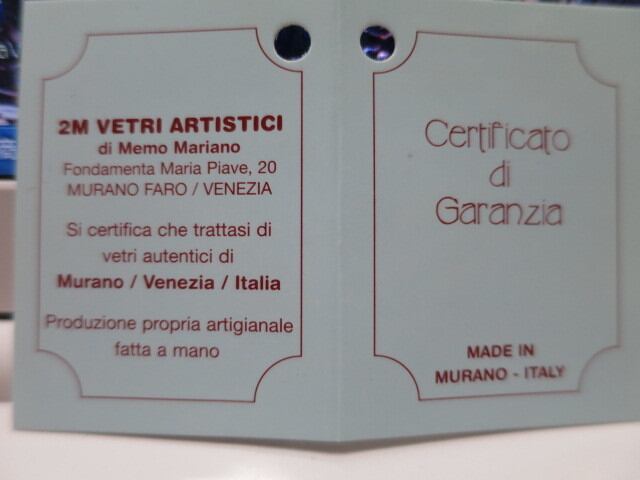 2M VETRI ARTISTICI
di Memo Mariano
Fondamenta Maria Piave, 20
MURANO FARO / VENEZIA
Si certifica che trattasi di
vetri autentici di
Murano / Venezia / Italia
Produzione propria artigianale
fatta a mano
Certificato
di
Garanzia
MADE IN
MURANO - ITALY